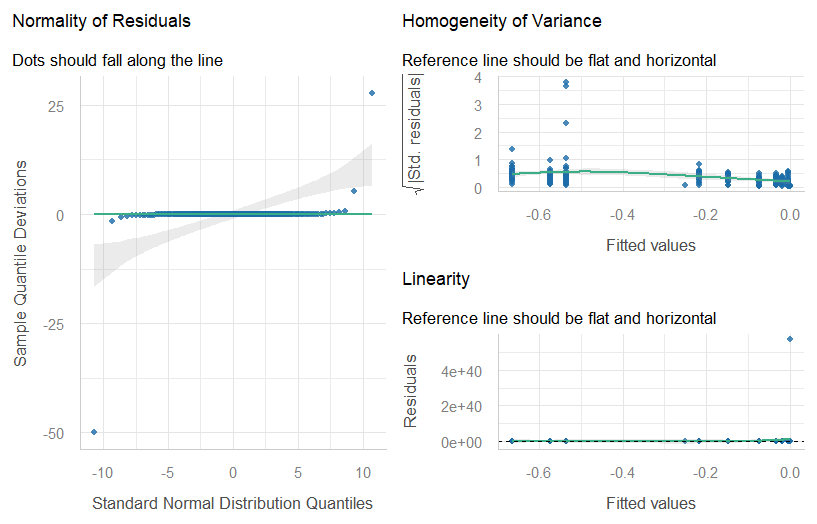 Normality of Residuals
Dots should fall along the line
Sample Quantile Deviations
25
0
-25
-50
-10
-5
0
5
10
Standard Normal Distribution Quantiles
Homogeneity of Variance
Reference line should be flat and horizontal
√|Std. residuals|
4
3
2
1
0
-0.6
-0.4
-0.2
0.0
Fitted values
Linearity
Reference line should be flat and horizontal
Residuals
4e+40
2e+40
0e+00
-0.6
-0.4
-0.2
0.0
Fitted values